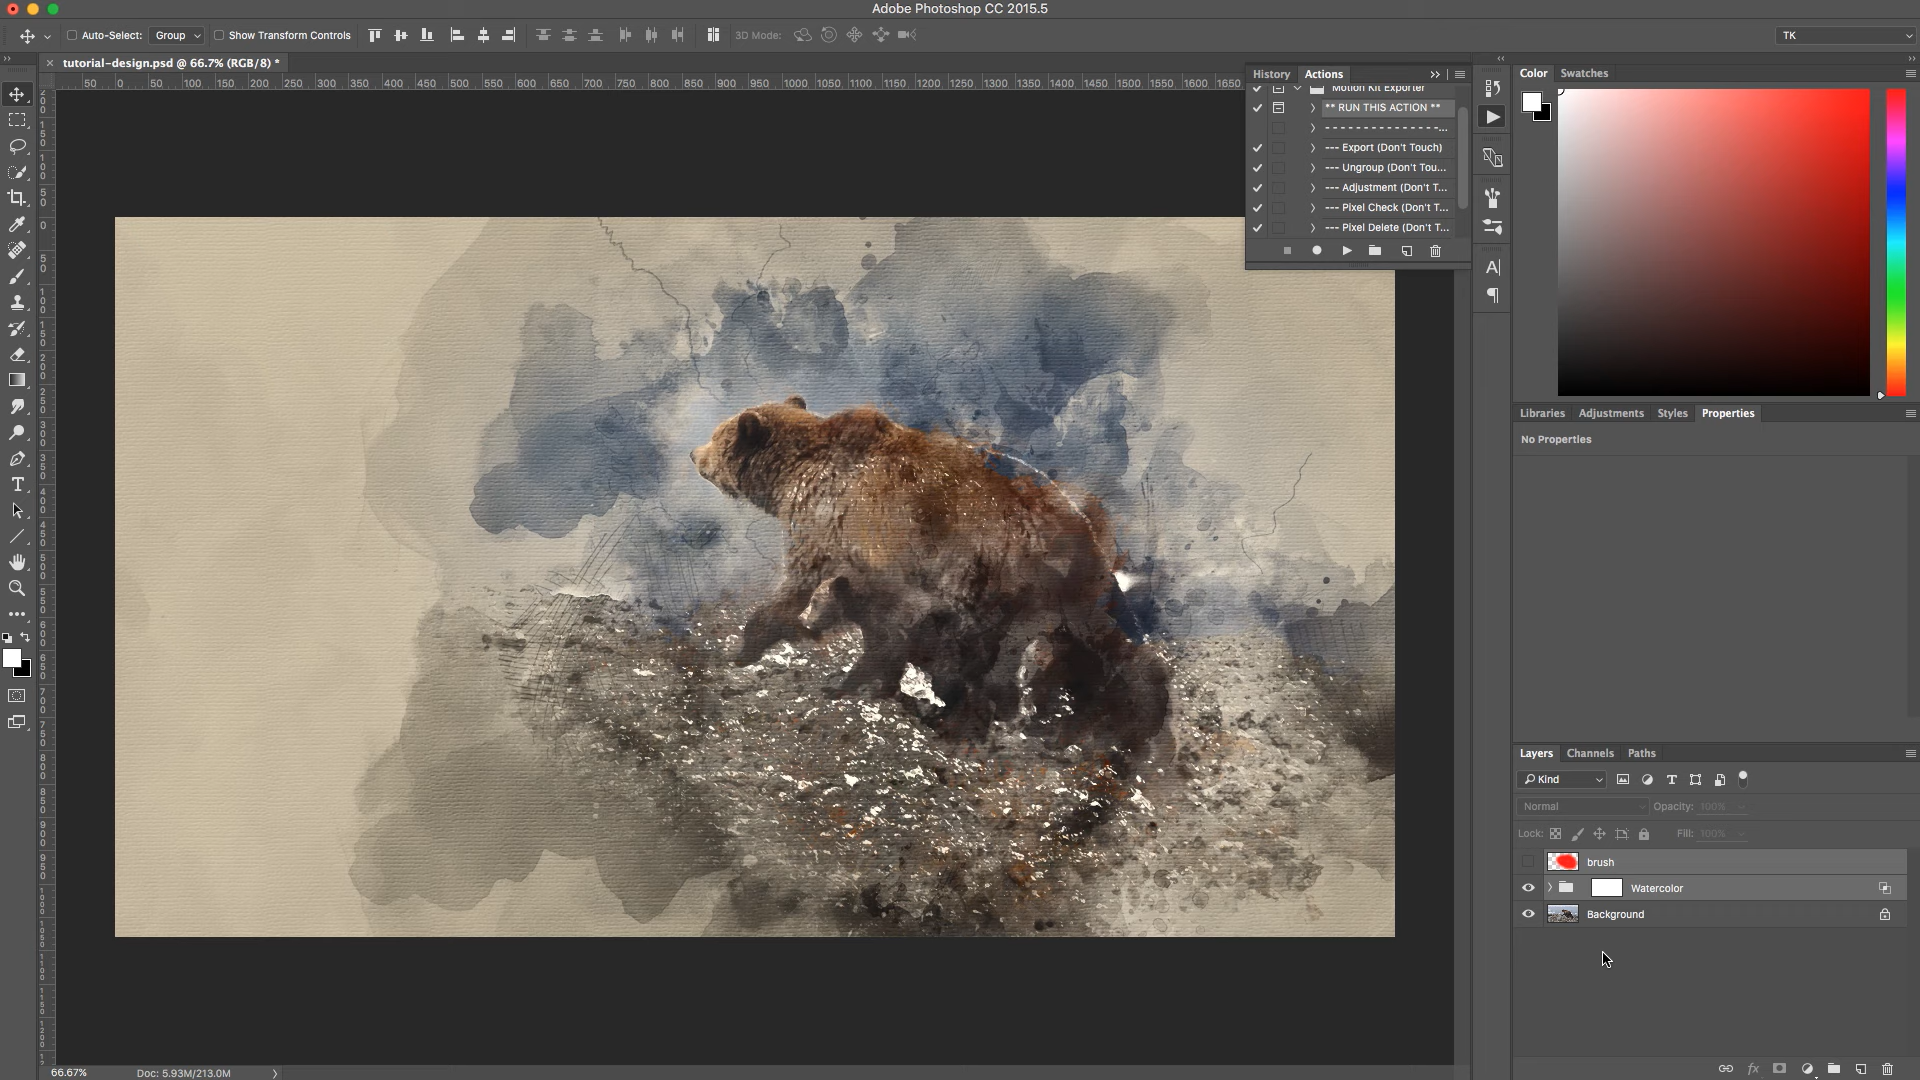 Adobe Photoshop CC 2015.5
Auto-Select: Group Show Transform Controls 3D Mode: TK
tutorial-design.psd @ 66.7% (RGB/8) *
50 0 50 100 150 200 250 300 350 400 450 500 550 600 650 700 750 800 850 900 950 1000 1050 1100 1150 1200 1250 1300 1350 1400 1450 1500 1550 1600 1650
History Actions
Motion Kit Exporter
** RUN THIS ACTION **
---------------...
--- Export (Don't Touch)
--- Ungroup (Don't Tou...
--- Adjustment (Don't T...
--- Pixel Check (Don't T...
--- Pixel Delete (Don't T...
Color Swatches
Libraries Adjustments Styles Properties
No Properties
Layers Channels Paths
Kind
Normal Opacity: 100%
Lock: Fill: 100%
brush
Watercolor
Background
66.67% Doc: 5.93M/213.0M